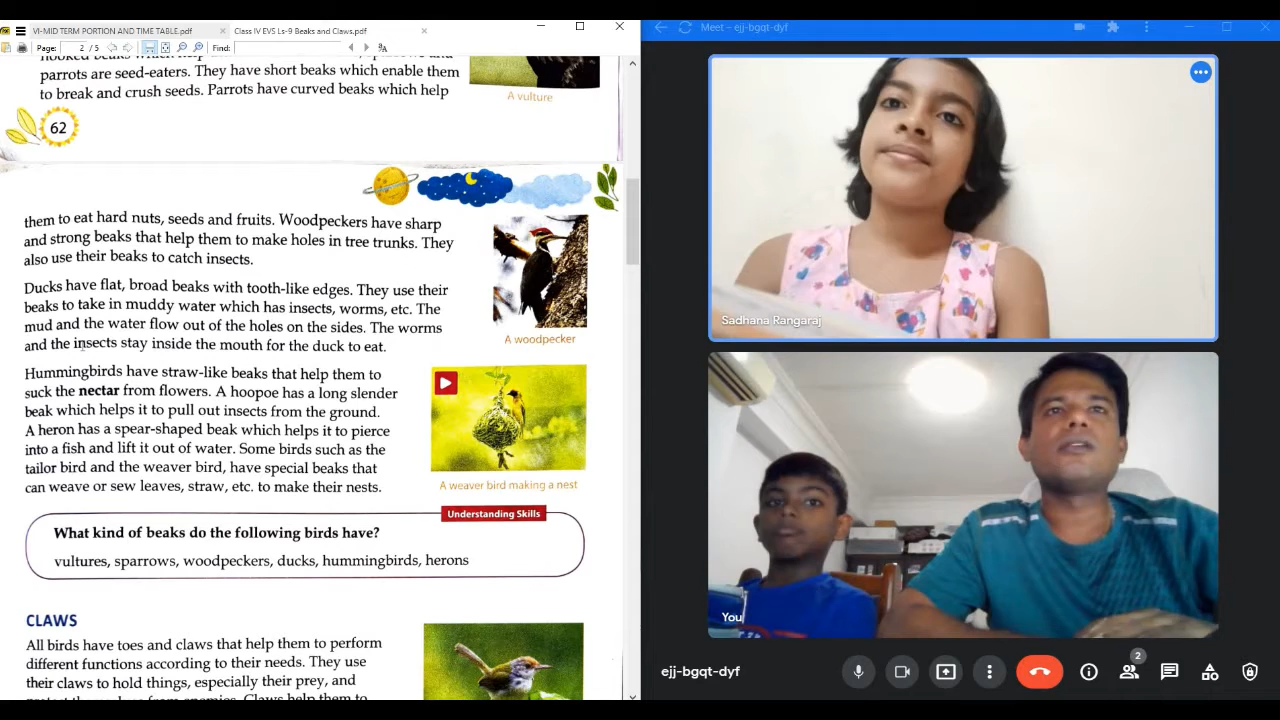 VI-MID TERM PORTION AND TIME TABLE.pdf
Class IV EVS Ls-9 Beaks and Claws.pdf
Page: 2 / 5 Find:
Meet – ejj-bgqt-dyf
parrots are seed-eaters. They have short beaks which enable them
to break and crush seeds. Parrots have curved beaks which help
A vulture
62
them to eat hard nuts, seeds and fruits. Woodpeckers have sharp
and strong beaks that help them to make holes in tree trunks. They
also use their beaks to catch insects.
A woodpecker
Ducks have flat, broad beaks with tooth-like edges. They use their
beaks to take in muddy water which has insects, worms, etc. The
mud and the water flow out of the holes on the sides. The worms
and the insects stay inside the mouth for the duck to eat.
Hummingbirds have straw-like beaks that help them to
suck the nectar from flowers. A hoopoe has a long slender
beak which helps it to pull out insects from the ground.
A heron has a spear-shaped beak which helps it to pierce
into a fish and lift it out of water. Some birds such as the
tailor bird and the weaver bird, have special beaks that
can weave or sew leaves, straw, etc. to make their nests.
A weaver bird making a nest
Understanding Skills
What kind of beaks do the following birds have?
vultures, sparrows, woodpeckers, ducks, hummingbirds, herons
CLAWS
All birds have toes and claws that help them to perform
different functions according to their needs. They use
their claws to hold things, especially their prey, and
Sadhana Rangaraj
You
ejj-bgqt-dyf
2